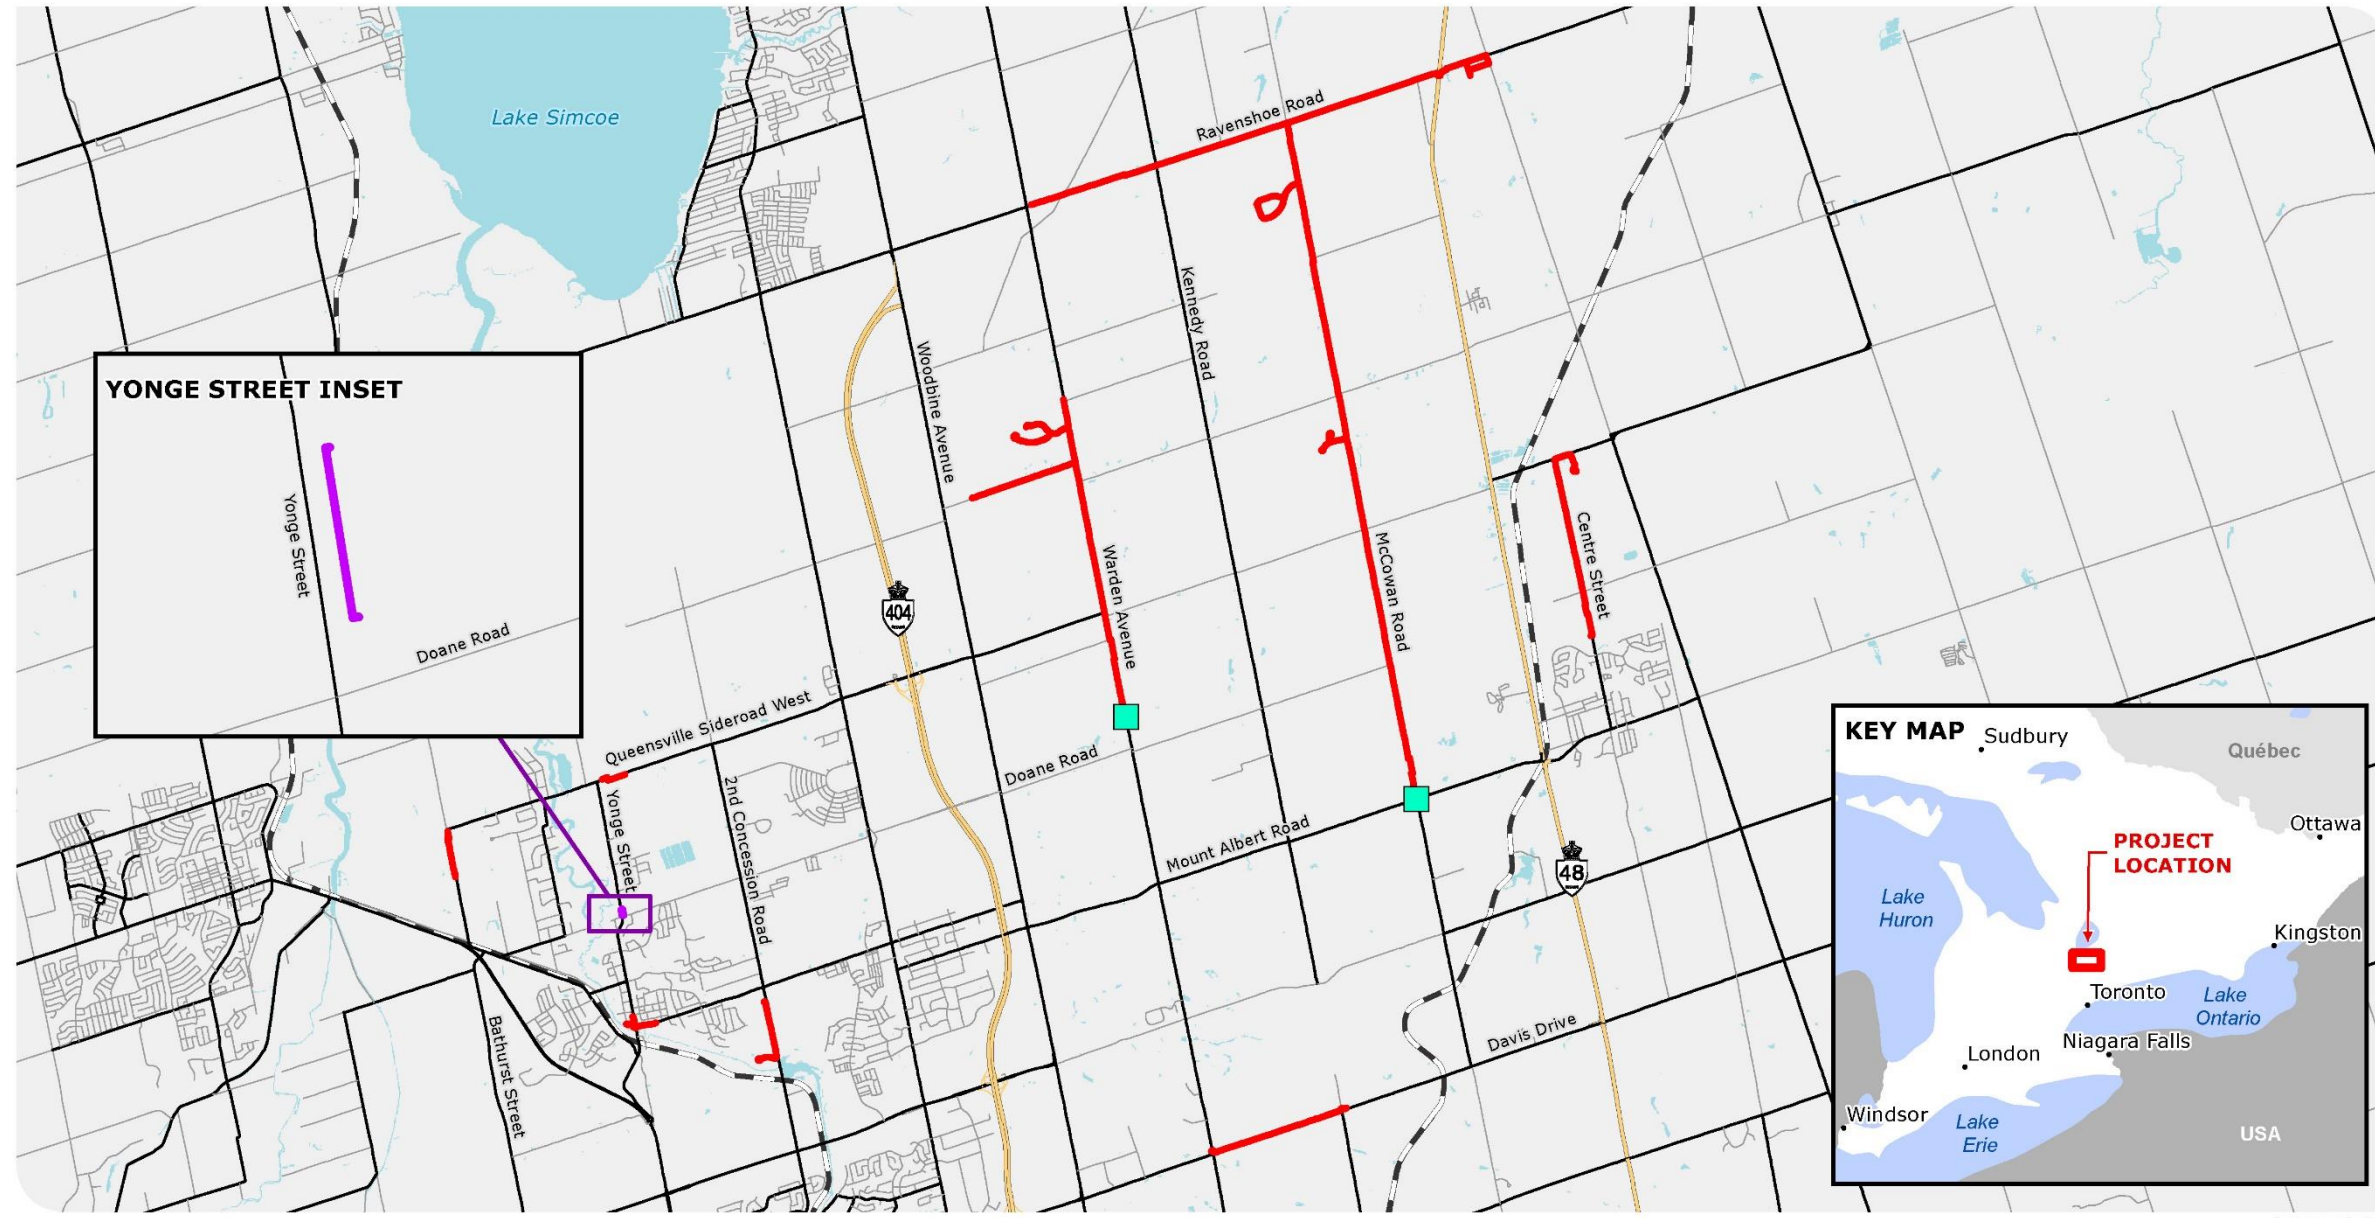 Lake Simcoe
Ravenshoe Road
Kennedy Road
Woodbine Avenue
YONGE STREET INSET
Yonge Street
Doane Road
Warden Avenue
McCowan Road
Centre Street
404
Queensville Sideroad West
Doane Road
Yonge Street
2nd Concession Road
Mount Albert Road
48
Bathurst Street
Davis Drive
KEY MAP
Sudbury
Québec
Ottawa
PROJECT
LOCATION
Lake
Huron
Kingston
Toronto
Lake
Ontario
Niagara Falls
London
Windsor
Lake
Erie
USA